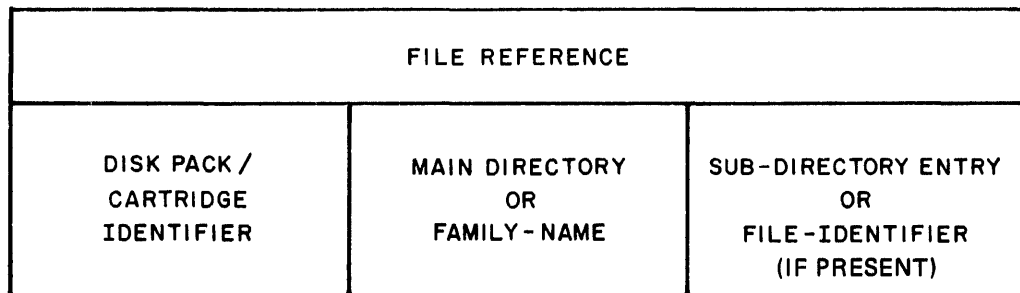 FILE REFERENCE
DISK PACK /
CARTRIDGE
IDENTIFIER
MAIN DIRECTORY
OR
FAMILY-NAME
SUB-DIRECTORY ENTRY
OR
FILE-IDENTIFIER
(IF PRESENT)